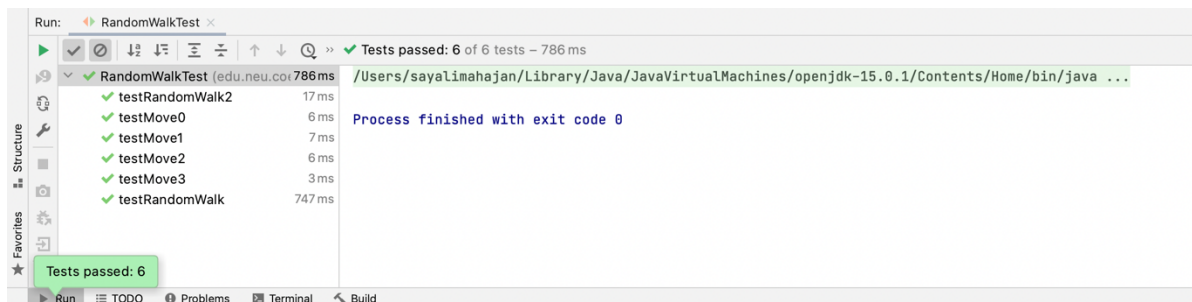 Run: RandomWalkTest
Tests passed: 6 of 6 tests – 786 ms
RandomWalkTest (edu.neu.coe 786 ms
testRandomWalk2 17 ms
testMove0 6 ms
testMove1 7 ms
testMove2 6 ms
testMove3 3 ms
testRandomWalk 747 ms
/Users/sayalimahajan/Library/Java/JavaVirtualMachines/openjdk-15.0.1/Contents/Home/bin/java ...
Process finished with exit code 0
Structure
Favorites
Tests passed: 6
Run TODO Problems Terminal Build